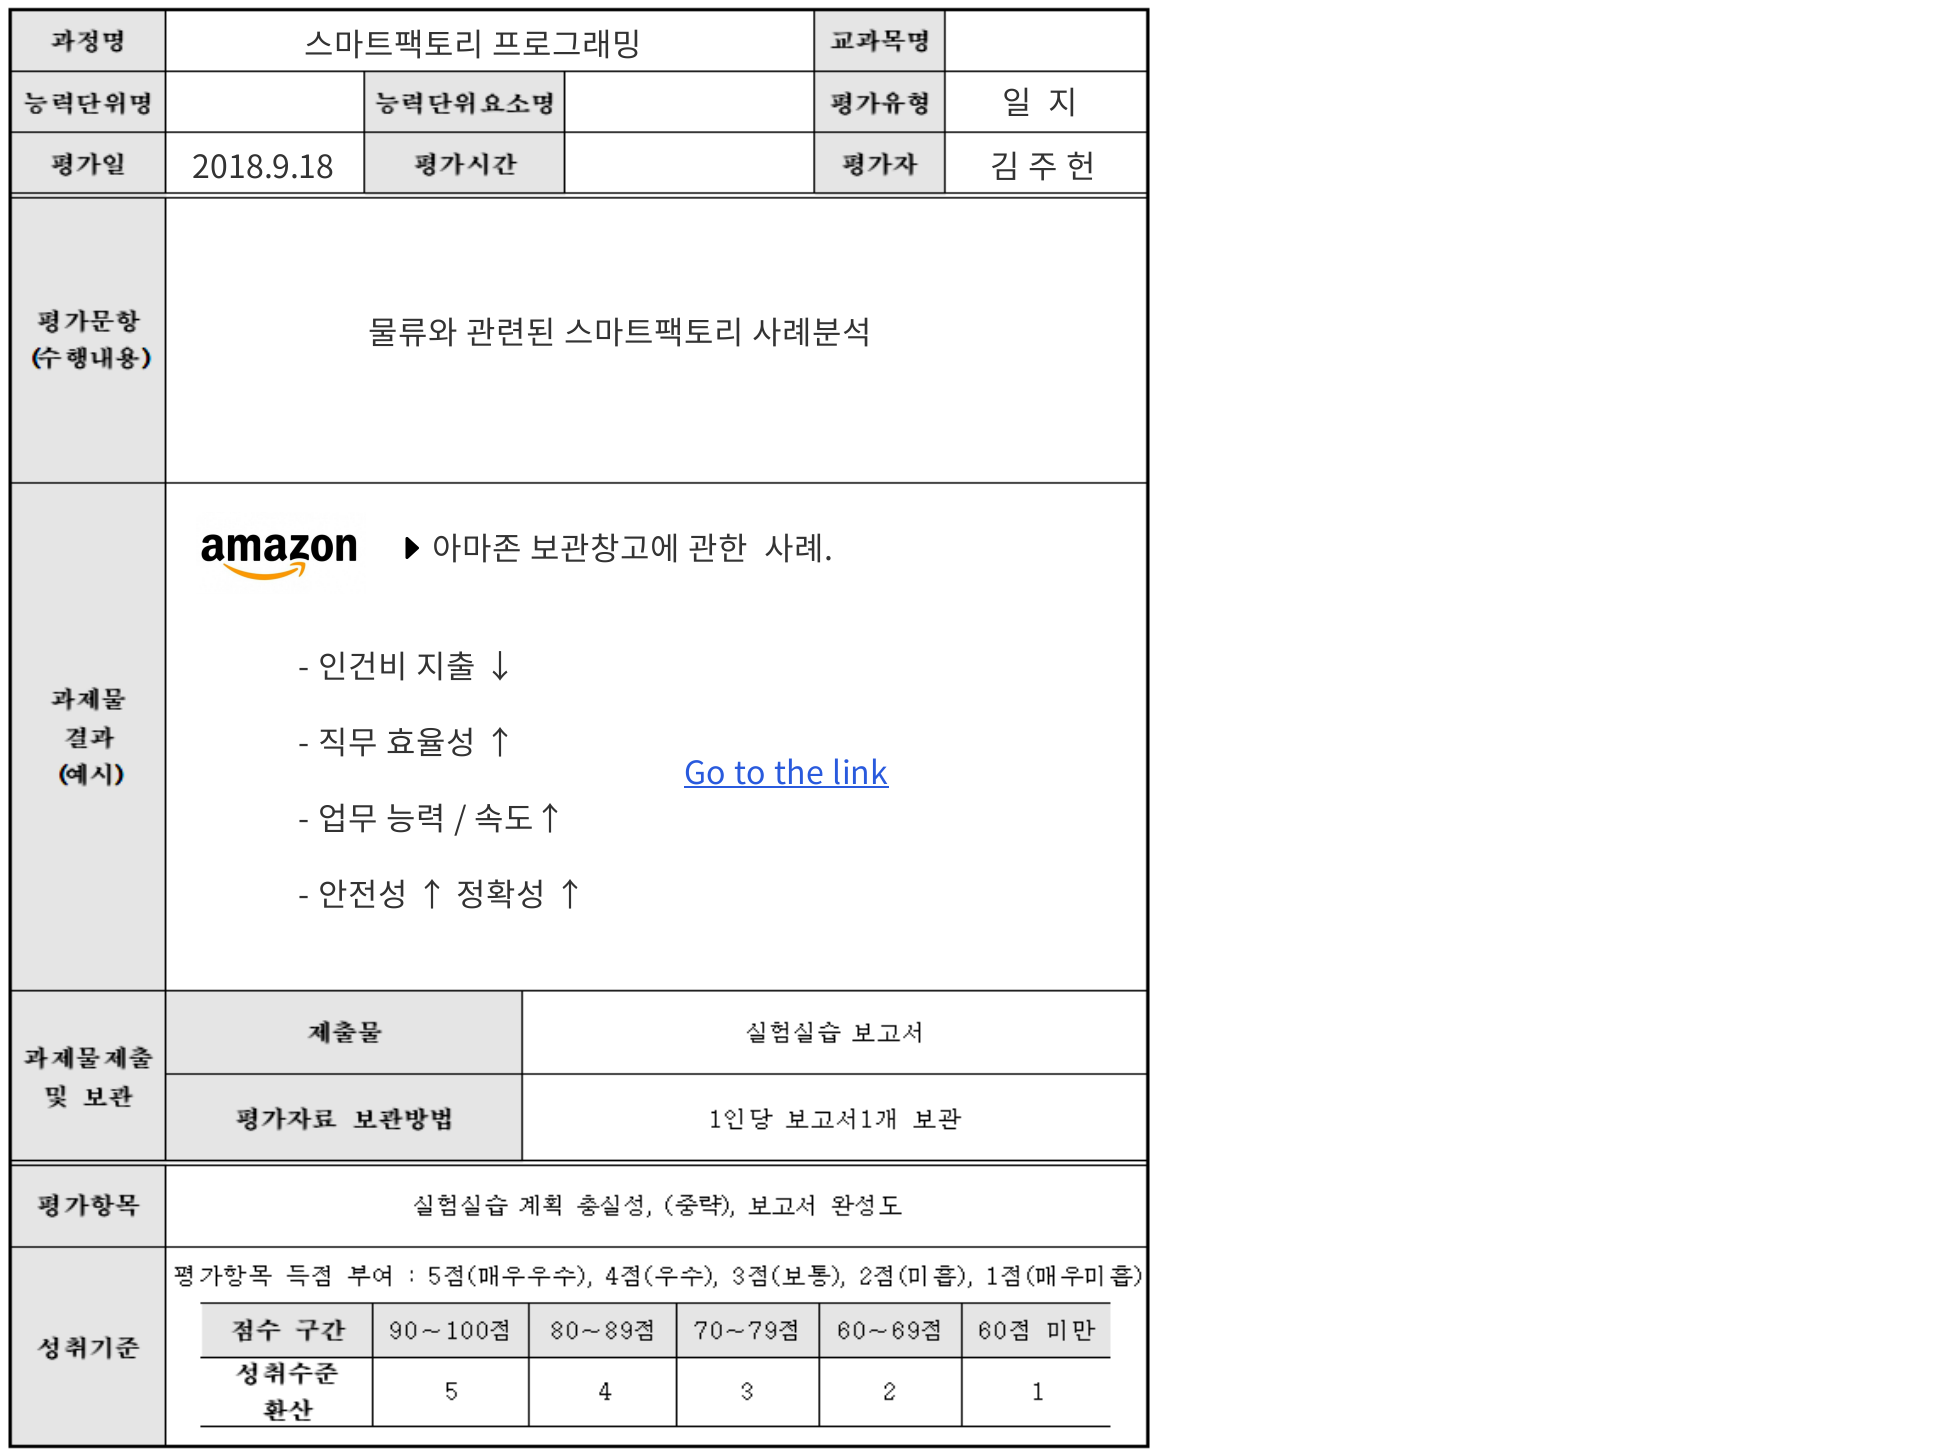 과정명 스마트팩토리 프로그래밍 교과목명
능력단위명 능력단위요소명 평가유형 일 지
평가일 2018.9.18 평가시간 평가자 김 주 헌
평가문항
(수행내용)
물류와 관련된 스마트팩토리 사례분석
과제물
결과
(예시)
amazon ▶ 아마존 보관창고에 관한 사례.
- 인건비 지출 ↓
- 직무 효율성 ↑
Go to the link
- 업무 능력 / 속도↑
- 안전성 ↑ 정확성 ↑
과제물제출
및 보관
제출물 실험실습 보고서
평가자료 보관방법 1인당 보고서1개 보관
평가항목 실험실습 계획 충실성, (중략), 보고서 완성도
성취기준
평가항목 득점 부여 : 5점(매우우수), 4점(우수), 3점(보통), 2점(미흡), 1점(매우미흡)
점수 구간 90~100점 80~89점 70~79점 60~69점 60점 미만
성취수준
환산
5 4 3 2 1